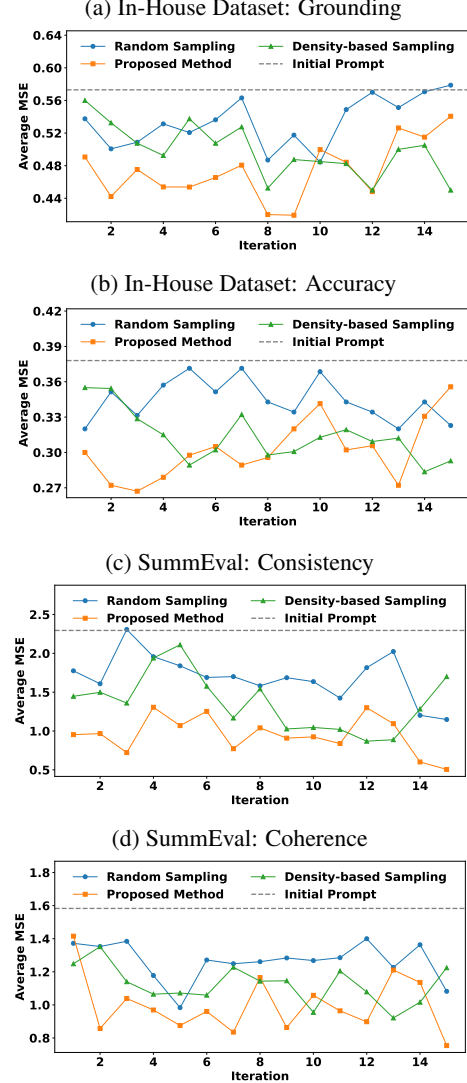 (a) In-House Dataset: Grounding
Random Sampling Density-based Sampling
Proposed Method Initial Prompt
0.64
0.60
0.56
0.52
0.48
0.44
Average MSE
2 4 6 8 10 12 14
Iteration
(b) In-House Dataset: Accuracy
Random Sampling Density-based Sampling
Proposed Method Initial Prompt
0.42
0.39
0.36
0.33
0.30
0.27
Average MSE
2 4 6 8 10 12 14
Iteration
(c) SummEval: Consistency
Random Sampling Density-based Sampling
Proposed Method Initial Prompt
2.5
2.0
1.5
1.0
0.5
Average MSE
2 4 6 8 10 12 14
Iteration
(d) SummEval: Coherence
Random Sampling Density-based Sampling
Proposed Method Initial Prompt
1.8
1.6
1.4
1.2
1.0
0.8
Average MSE
2 4 6 8 10 12 14
Iteration